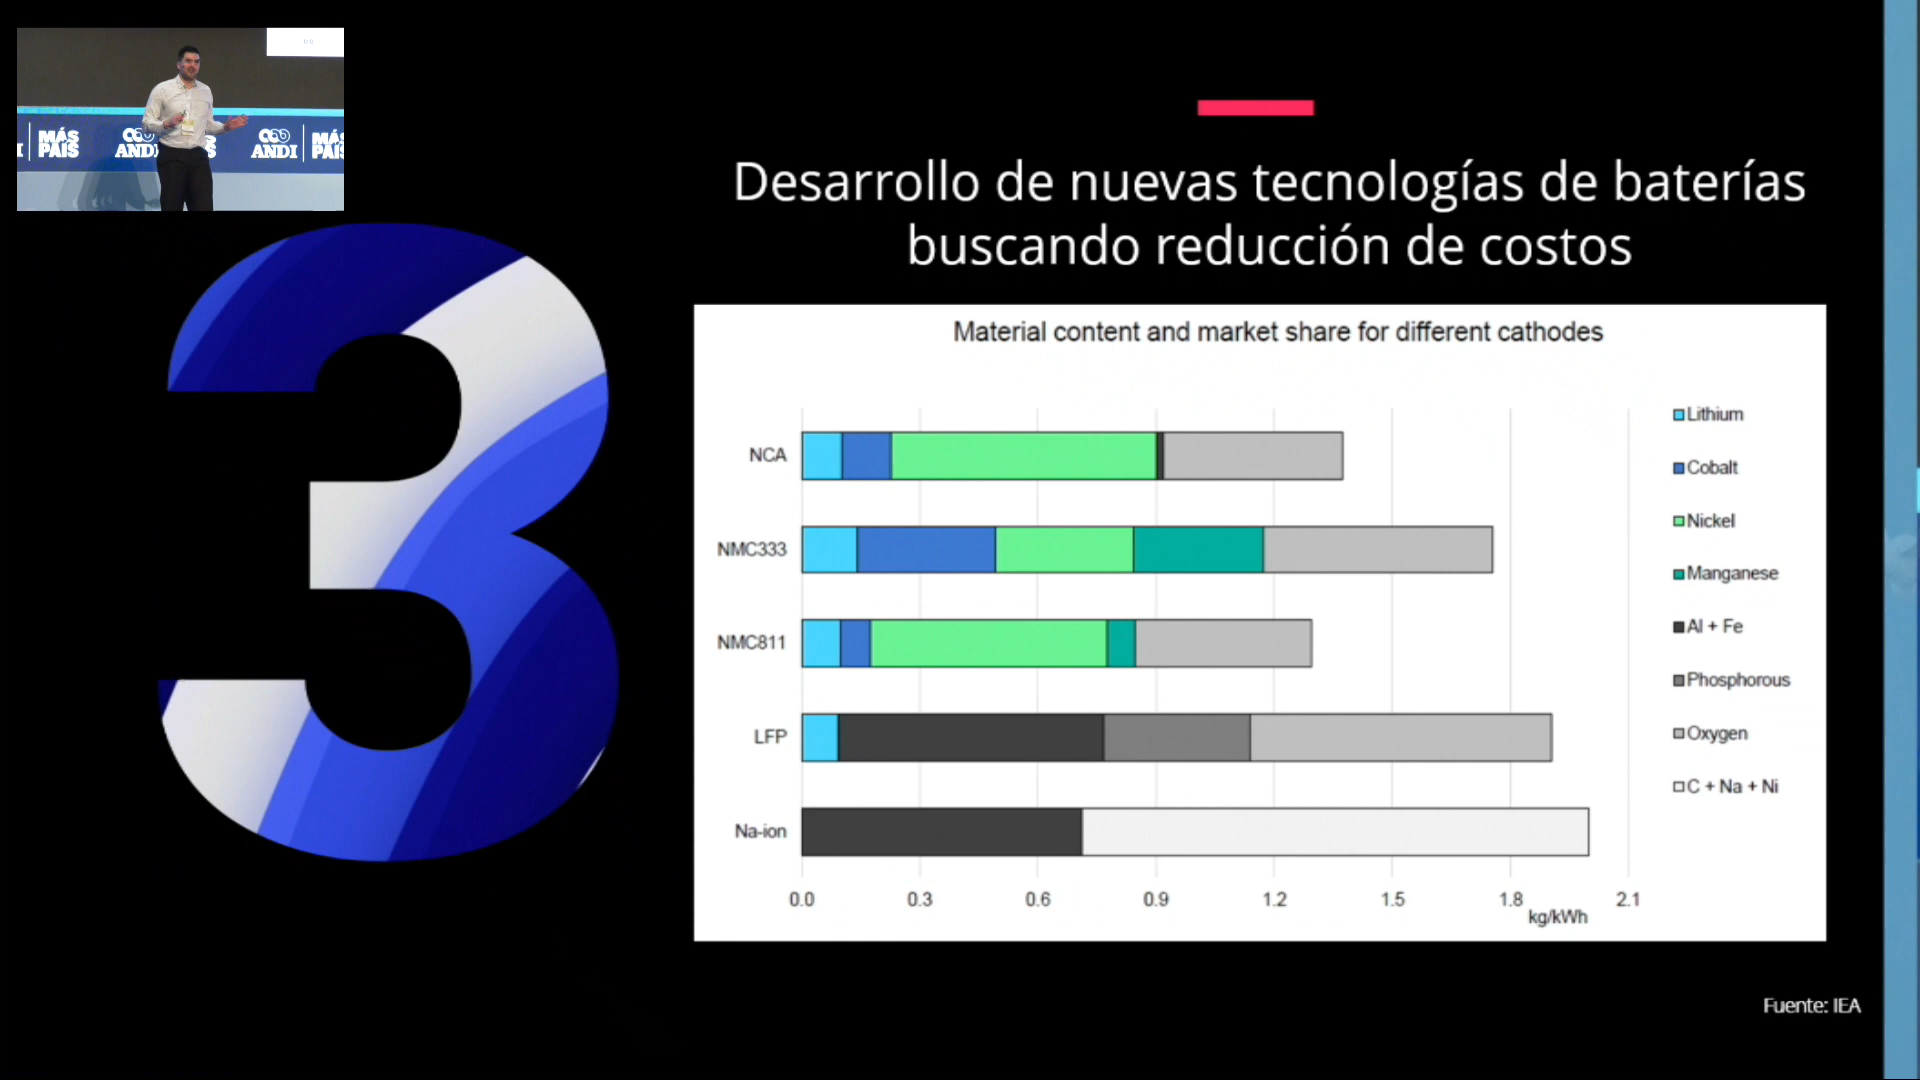 MÁS
PAÍS
ANDI
ANDI
MÁS
PAÍS
3
Desarrollo de nuevas tecnologías de baterías
buscando reducción de costos
Material content and market share for different cathodes
NCA
NMC333
NMC811
LFP
Na-ion
0.0 0.3 0.6 0.9 1.2 1.5 1.8 2.1
kg/kWh
Lithium
Cobalt
Nickel
Manganese
Al + Fe
Phosphorous
Oxygen
C + Na + Ni
Fuente: IEA